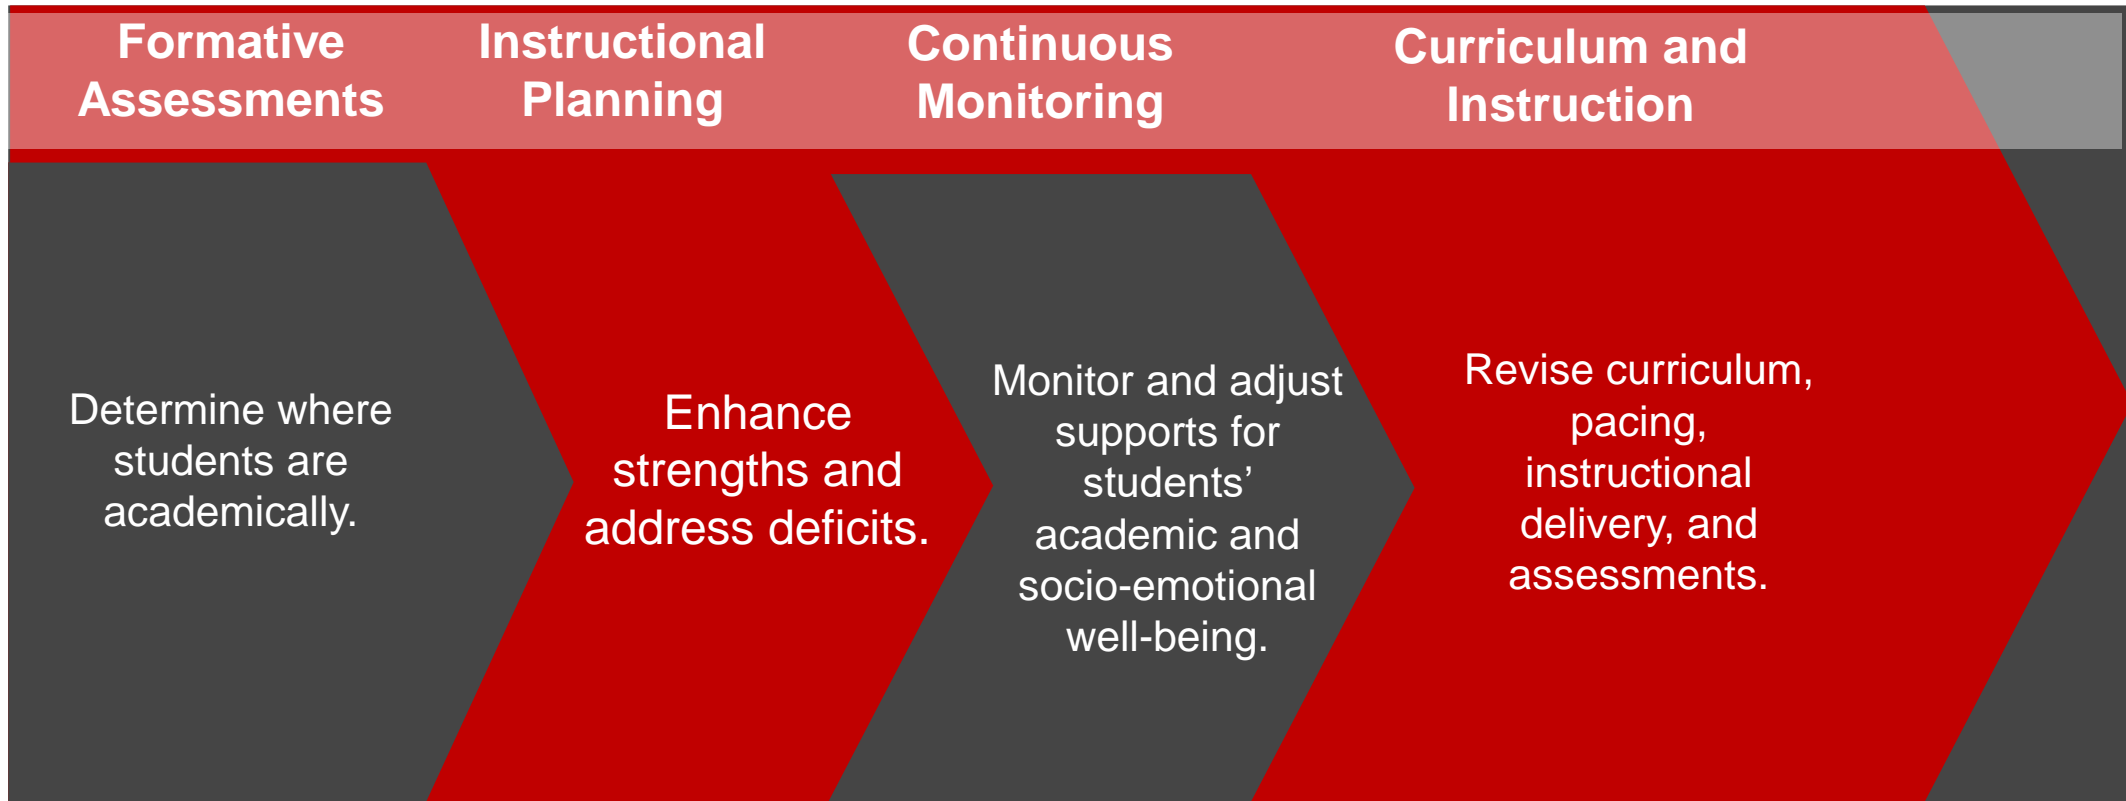 Formative
Assessments
Instructional
Planning
Continuous
Monitoring
Curriculum and
Instruction
Determine where
students are
academically.
Enhance
strengths and
address deficits.
Monitor and adjust
supports for
students’
academic and
socio-emotional
well-being.
Revise curriculum,
pacing,
instructional
delivery, and
assessments.